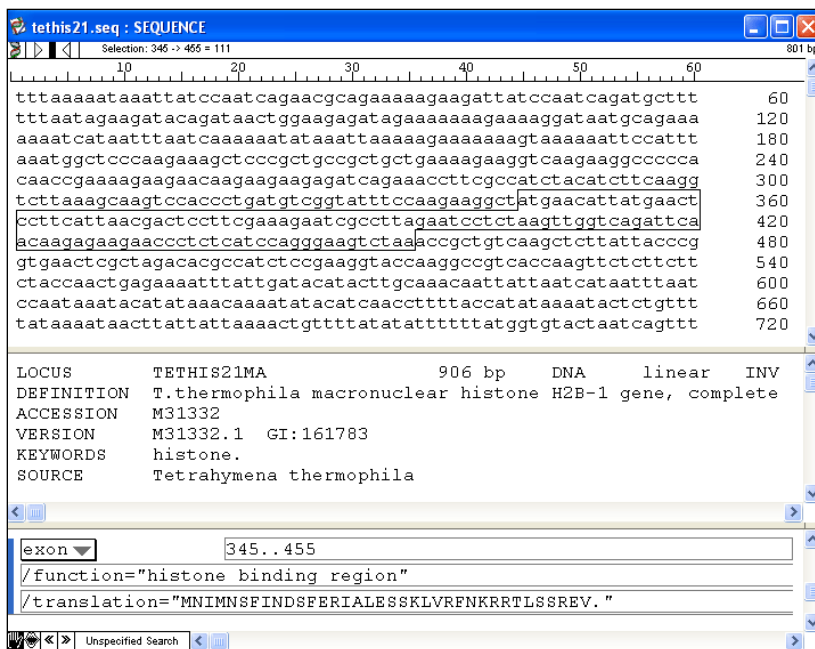 tethis21.seq : SEQUENCE
Selection: 345 -> 455 = 111
801 bp
10 20 30 40 50 60
tttaaaaataaattatccaatcagaacgcagaaaaagaagattatccaatcagatgcttt 60
tttaatagaagatacagataactggaagagatagaaaaaaagaaaaggataatgcagaaa 120
aaaatcataatttaatcaaaaatataaattaaaaagaaaaaaagtaaaaaattccattt 180
aaatggctcccaagaaagctcccgctgccgctgctgaaaagaaggtcaagaaggccccca 240
caaccgaaaagaagaacaagaagaagagatcagaaaccttcgccatctacatcttcaagg 300
tcttaaagcaagtccaccctgatgtcggtatttccaagaaggctatgaacattatgaact 360
ccttcattaacgactccttcgaaagaatcgccttagaatcctctaagttggtcagattca 420
acaagagaagaaccctctcatccagggaagtctaaaccgctgtcaagctcttattacccg 480
gtgaactcgctagacacgccatctccgaaggtaccaaggccgtcaccaagttctcttctt 540
ctaccaactgagaaaatttattgatacatacttgcaaacaattattaatcataatttaat 600
ccaataaatacatataaacaaaatatacatcaaccttttaccatataaaatactctgttt 660
tataaaataacttattattaaaactgttttatatattttttatggtgtactaatcagttt 720
LOCUS TETHIS21MA 906 bp DNA linear INV
DEFINITION T.thermophila macronuclear histone H2B-1 gene, complete
ACCESSION M31332
VERSION M31332.1 GI:161783
KEYWORDS histone.
SOURCE Tetrahymena thermophila
exon 345..455
/function="histone binding region"
/translation="MNIMNSFINDSFERIALESSKLVRFNKRRTLSSREV."
Unspecified Search